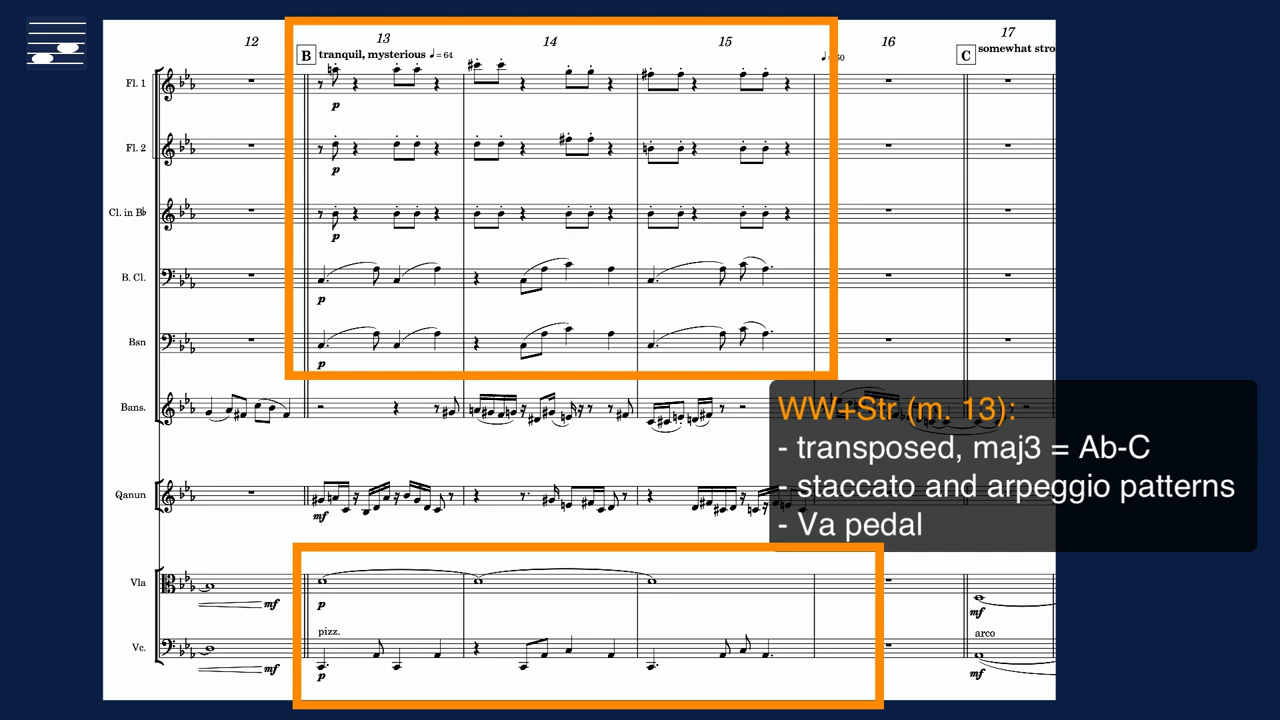 12
13
14
15
16
17
B tranquil, mysterious ♩= 64
C somewhat stro
Fl. 1
p
Fl. 2
p
Cl. in B♭
p
B. Cl.
p
Bsn
p
Bans.
WW+Str (m. 13):
- transposed, maj3 = Ab-C
- staccato and arpeggio patterns
- Va pedal
Qanun
mf
Vla
mf
p
mf
pizz.
arco
Vc.
mf
p
mf